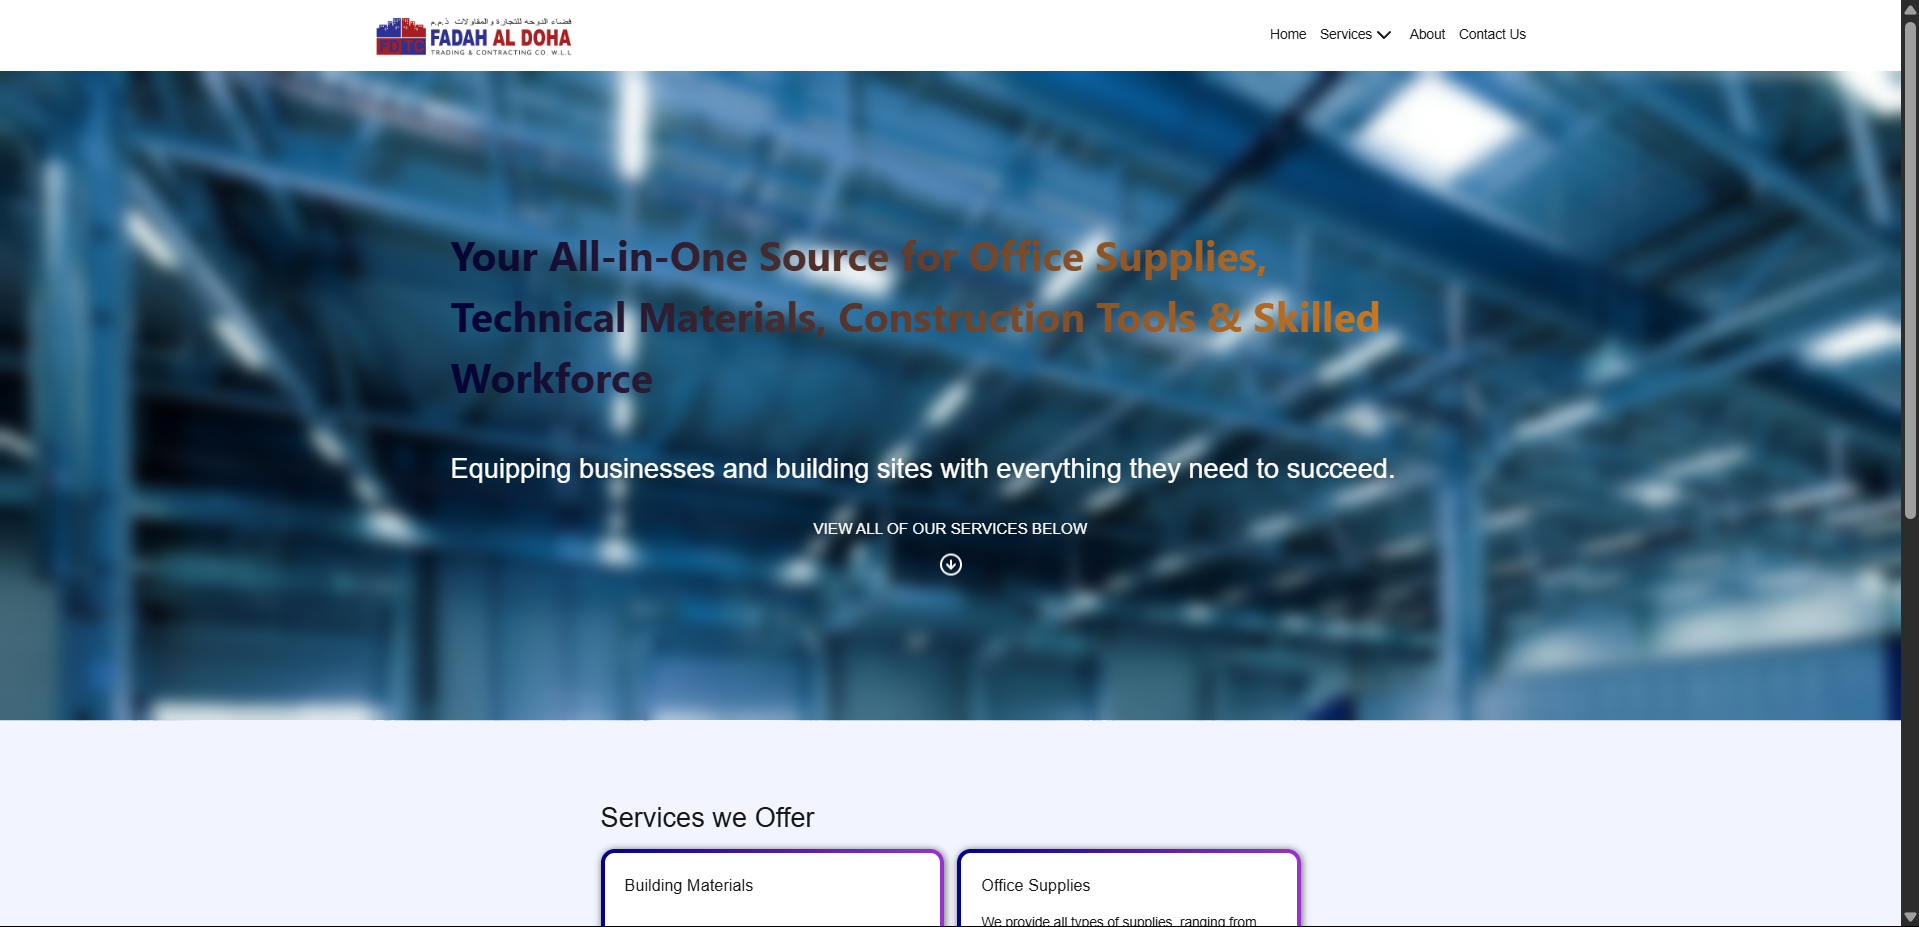 فضاء الدوحه للتجارة و المقاولات ذ.م.م
FDTC
FADAH AL DOHA
TRADING & CONTRACTING CO. W.L.L
Home Services About Contact Us
Your All-in-One Source for Office Supplies,
Technical Materials, Construction Tools & Skilled
Workforce
Equipping businesses and building sites with everything they need to succeed.
VIEW ALL OF OUR SERVICES BELOW
Services we Offer
Building Materials
Office Supplies
We provide all types of supplies, ranging from